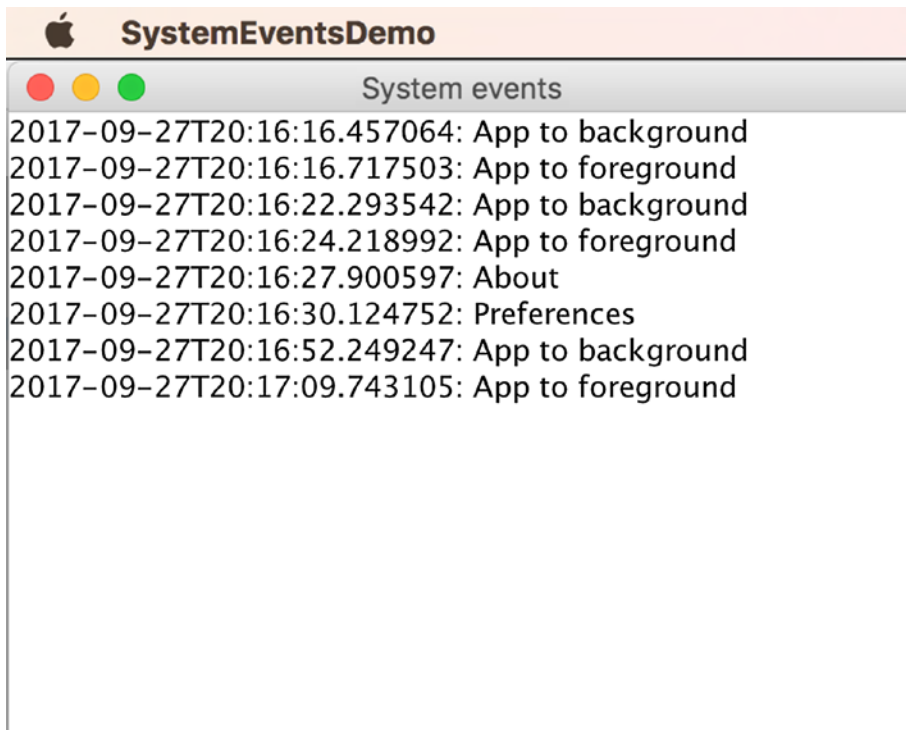 SystemEventsDemo
System events
2017-09-27T20:16:16.457064: App to background
2017-09-27T20:16:16.717503: App to foreground
2017-09-27T20:16:22.293542: App to background
2017-09-27T20:16:24.218992: App to foreground
2017-09-27T20:16:27.900597: About
2017-09-27T20:16:30.124752: Preferences
2017-09-27T20:16:52.249247: App to background
2017-09-27T20:17:09.743105: App to foreground